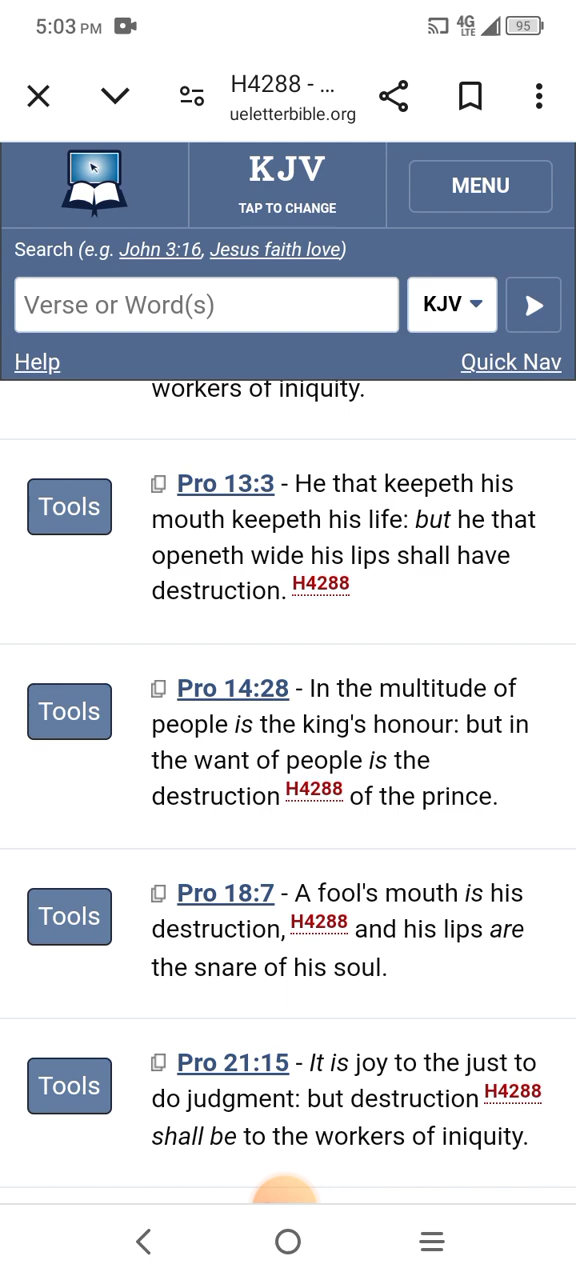 5:03 PM 4G LTE 95
H4288 - ...
ueletterbible.org
KJV
TAP TO CHANGE
MENU
Search (e.g. John 3:16, Jesus faith love)
Verse or Word(s)
KJV
Help
Quick Nav
workers of iniquity.
Tools
Pro 13:3 - He that keepeth his
mouth keepeth his life: but he that
openeth wide his lips shall have
destruction. H4288
Tools
Pro 14:28 - In the multitude of
people is the king's honour: but in
the want of people is the
destruction H4288 of the prince.
Tools
Pro 18:7 - A fool's mouth is his
destruction, H4288 and his lips are
the snare of his soul.
Tools
Pro 21:15 - It is joy to the just to
do judgment: but destruction H4288
shall be to the workers of iniquity.